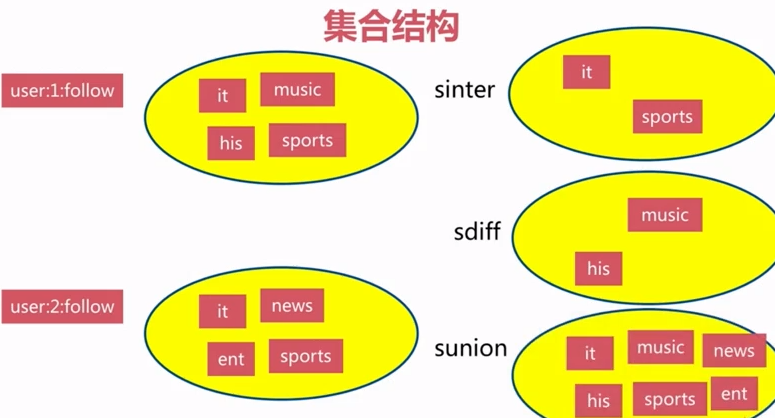 集合结构
user:1:follow
it music
his sports
sinter
it
sports
sdiff
music
his
user:2:follow
it news
ent sports
sunion
it music news
his sports ent